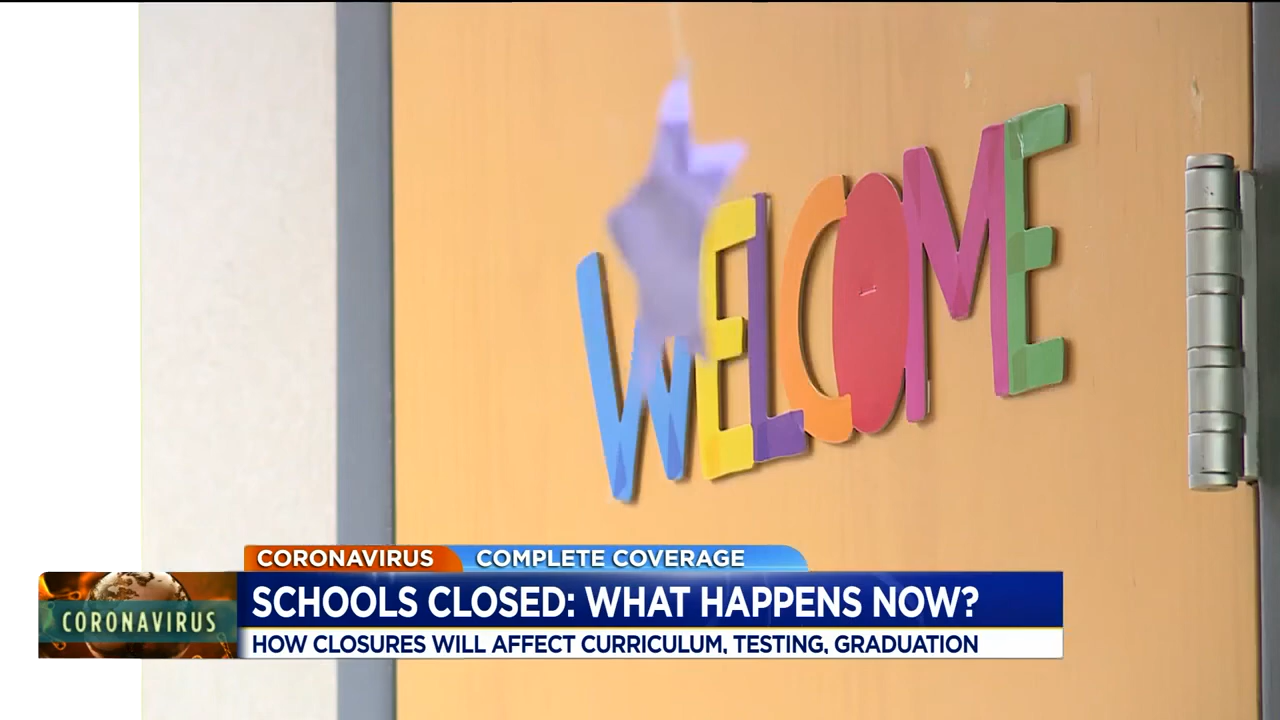 WELCOME
CORONAVIRUS COMPLETE COVERAGE
CORONAVIRUS
SCHOOLS CLOSED: WHAT HAPPENS NOW?
HOW CLOSURES WILL AFFECT CURRICULUM, TESTING, GRADUATION